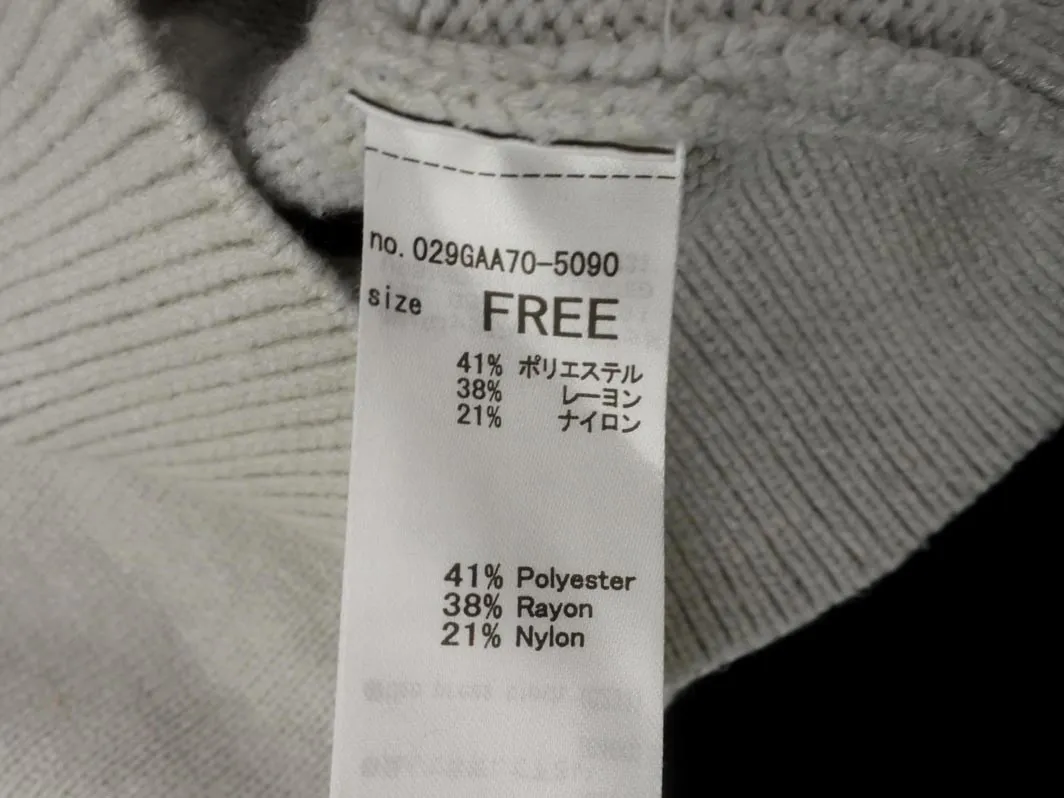 no.029GAA70-5090
size FREE
41% ポリエステル
38% レーヨン
21% ナイロン
41% Polyester
38% Rayon
21% Nylon